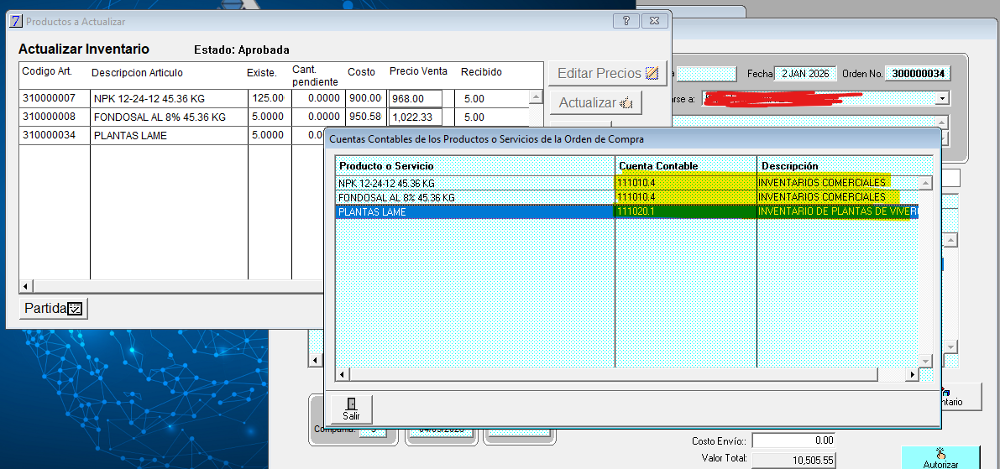 Productos a Actualizar
Actualizar Inventario
Estado: Aprobada
Codigo Art. Descripcion Articulo Existe. Cant. pendiente Costo Precio Venta Recibido
310000007 NPK 12-24-12 45.36 KG 125.00 0.0000 900.00 968.00 5.00
310000008 FONDOSAL AL 8% 45.36 KG 5.0000 0.0000 950.58 1,022.33 5.00
310000034 PLANTAS LAME 5.0000
Editar Precios
Actualizar
Partida
Fecha 2 JAN 2026 Orden No. 300000034
arse a:
Cuentas Contables de los Productos o Servicios de la Orden de Compra
Producto o Servicio Cuenta Contable Descripción
NPK 12-24-12 45.36 KG 111010.4 INVENTARIOS COMERCIALES
FONDOSAL AL 8% 45.36 KG 111010.4 INVENTARIOS COMERCIALES
PLANTAS LAME 111020.1 INVENTARIO DE PLANTAS DE VIVER
Salir
ntario
Costo Envío:: 0.00
Valor Total: 10,505.55
Autorizar